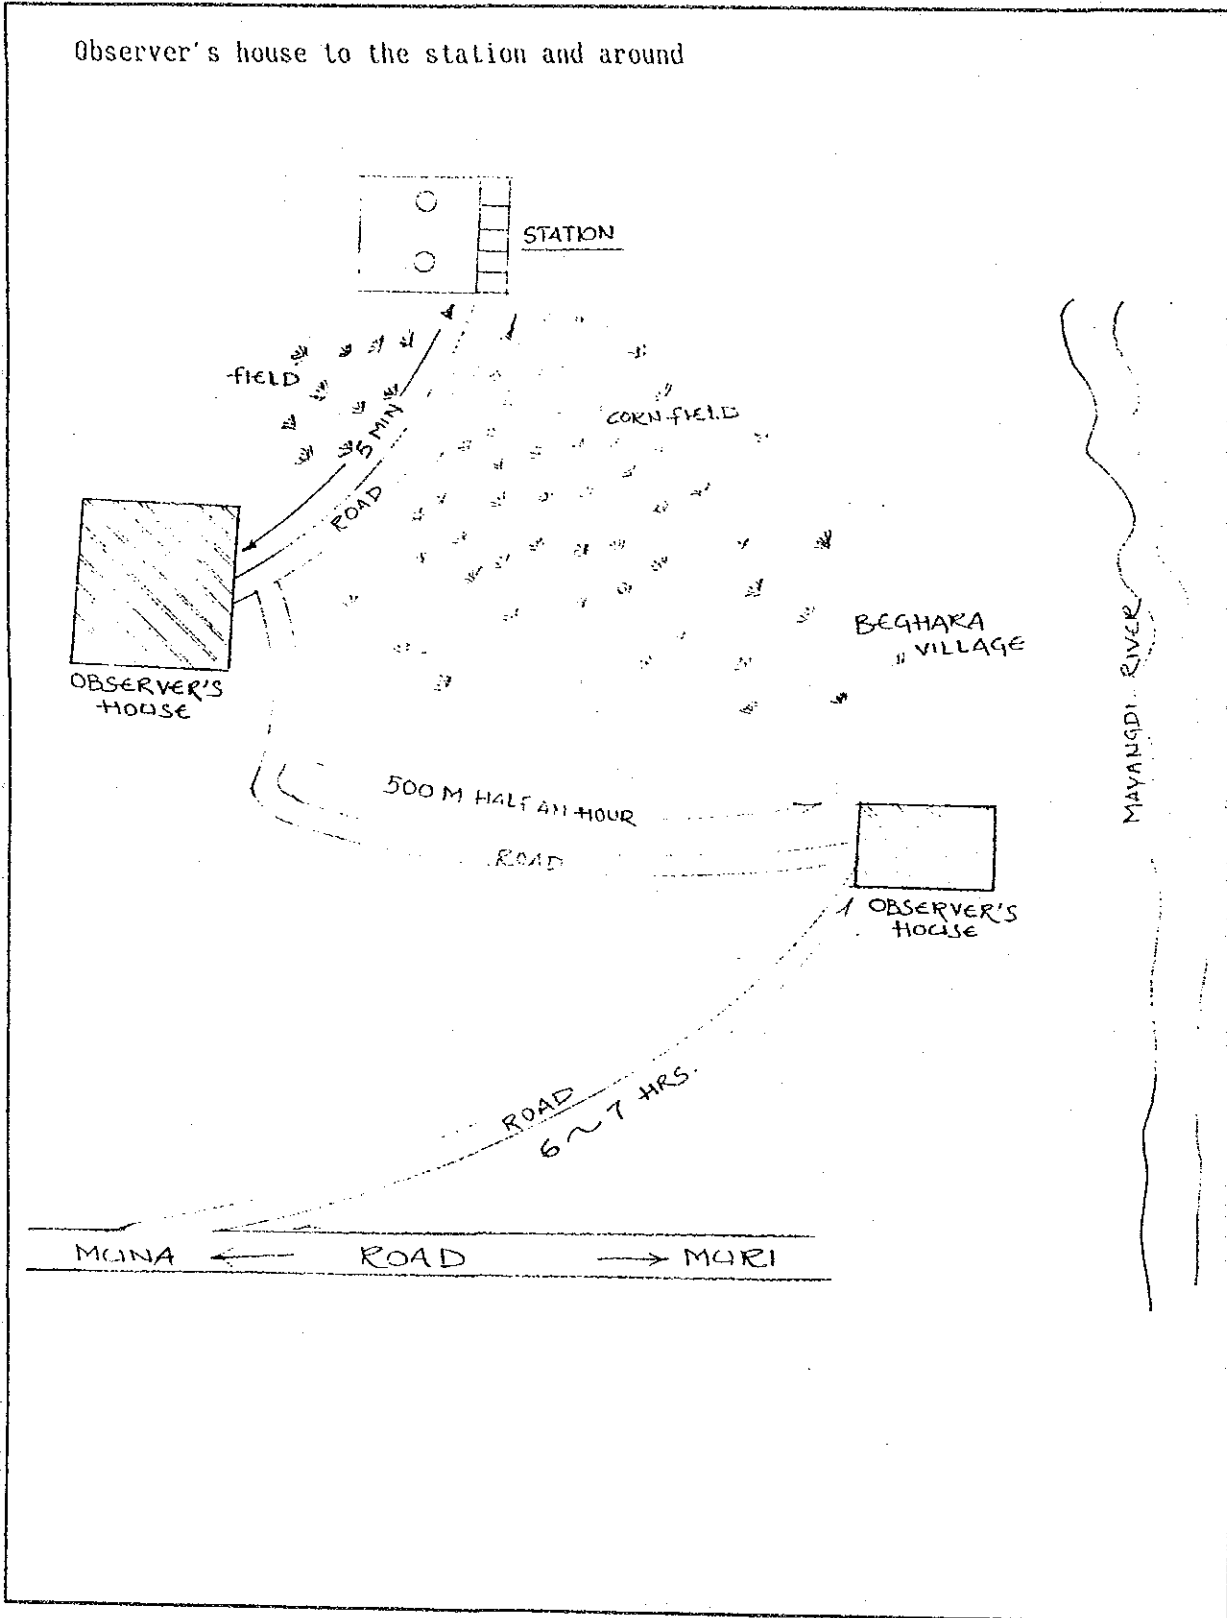 Observer's house to the station and around
STATION
FIELD
CORN FIELD
5 MIN
ROAD
OBSERVER'S
HOUSE
BEGHARA
VILLAGE
MAYANGDI RIVER
500 M HALF AN HOUR
ROAD
OBSERVER'S
HOUSE
ROAD
6 ~ 7 HRS.
MUNA ← ROAD → MURI